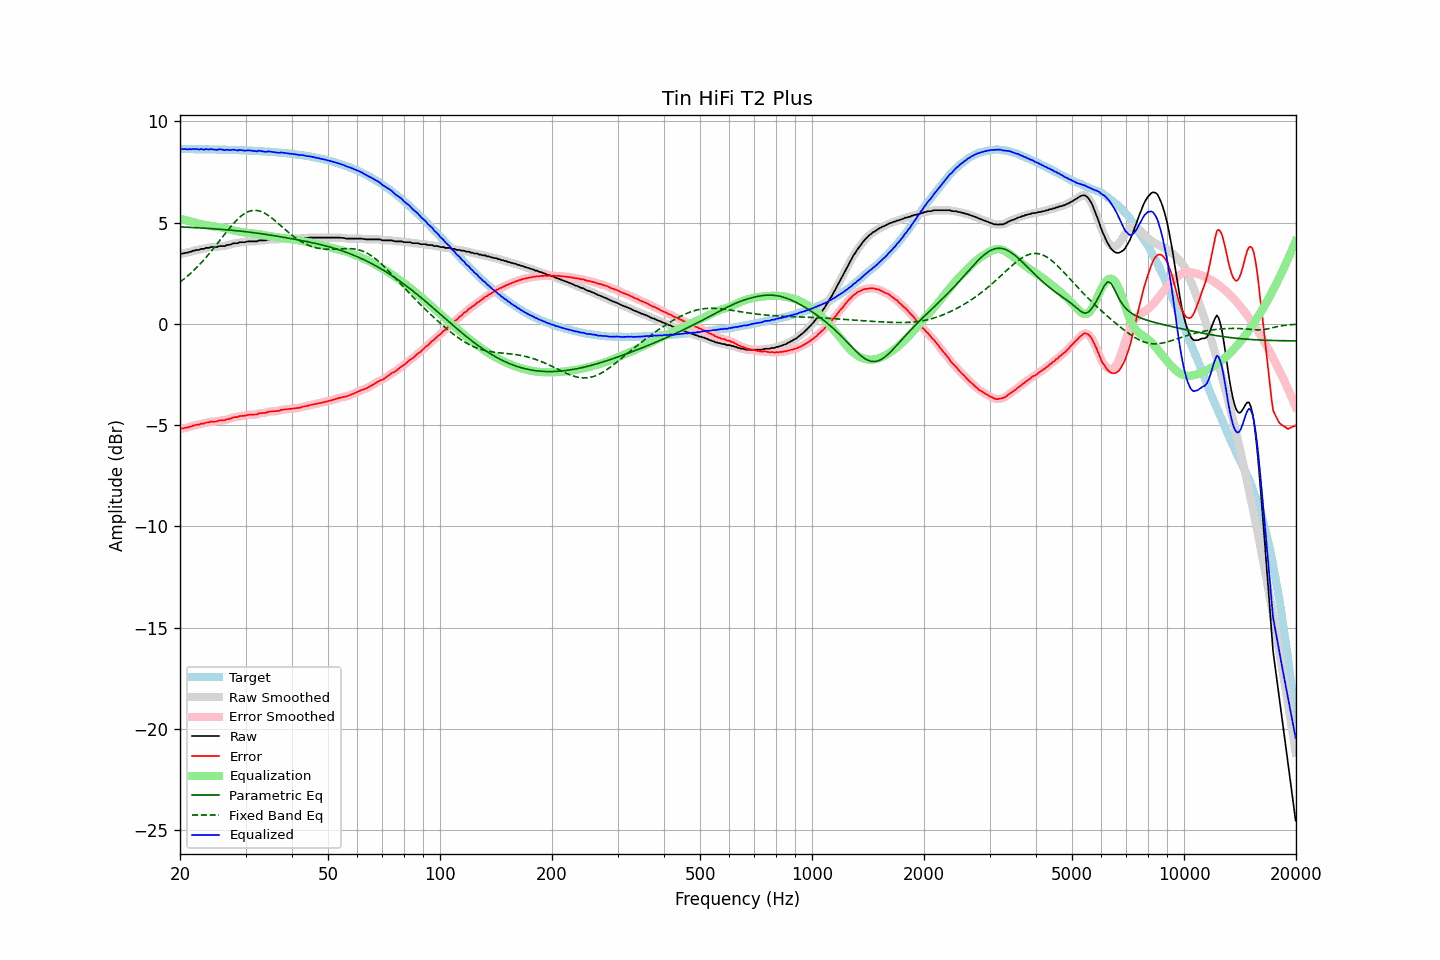 Tin HiFi T2 Plus
10
5
0
−5
−10
−15
−20
−25
Amplitude (dBr)
Target
Raw Smoothed
Error Smoothed
Raw
Error
Equalization
Parametric Eq
Fixed Band Eq
Equalized
20 50 100 200 500 1000 2000 5000 10000 20000
Frequency (Hz)